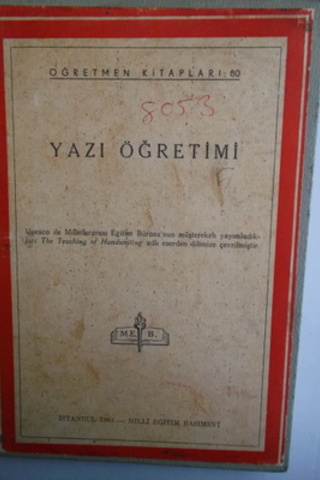 ÖĞRETMEN KİTAPLARI: 60
8053
YAZI ÖĞRETİMİ
Unesco ile Milletlerarası Eğitim Bürosu'nun müştereken yayımladık-
ları The Teaching of Handwriting adlı eserden dilimize çevrilmiştir.
M.E. B.
İSTANBUL 1961 — MİLLÎ EĞİTİM BASIMEVİ